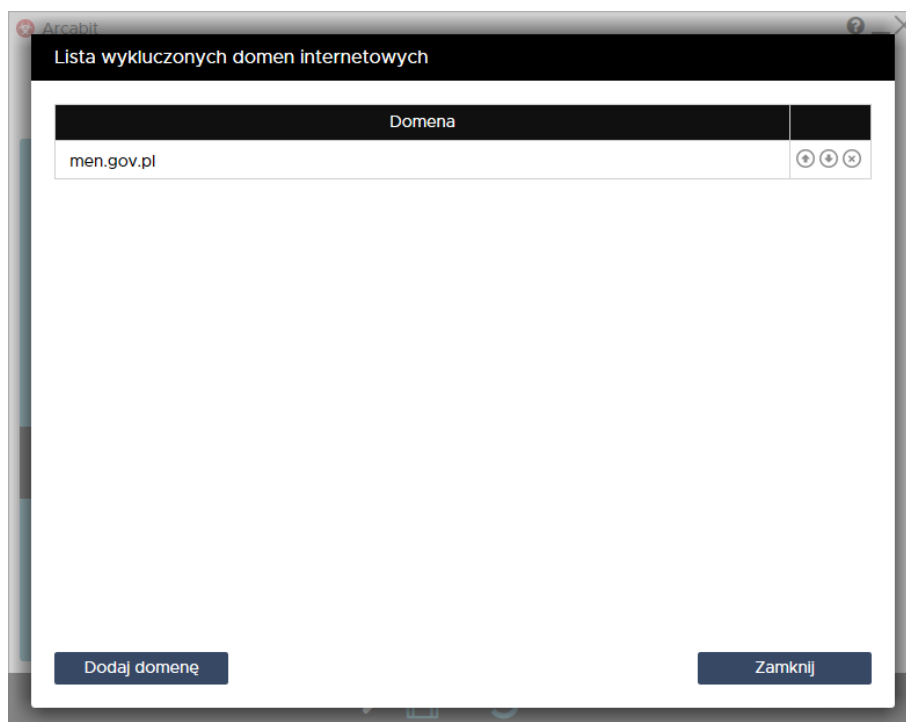 Arcabit
Lista wykluczonych domen internetowych
Domena
men.gov.pl
Dodaj domenę
Zamknij